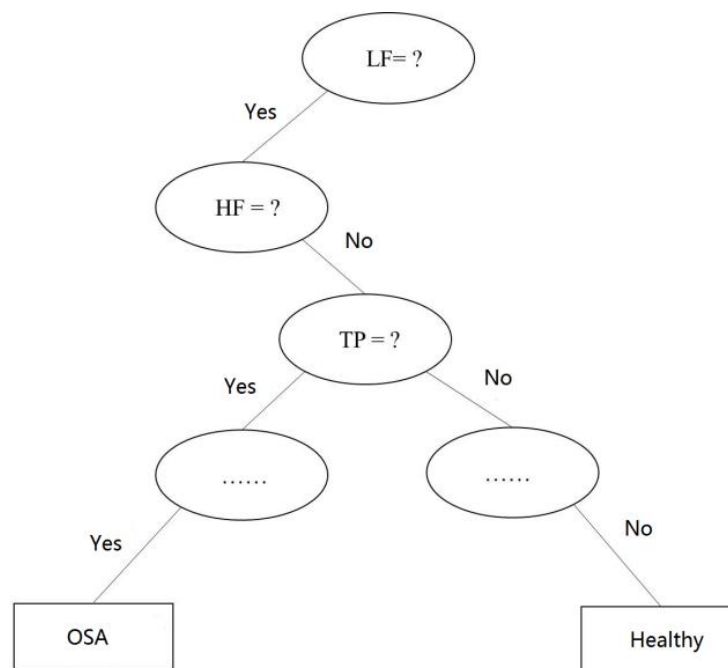 LF= ?
Yes
HF = ?
No
TP = ?
Yes
No
......
......
Yes
No
OSA
Healthy